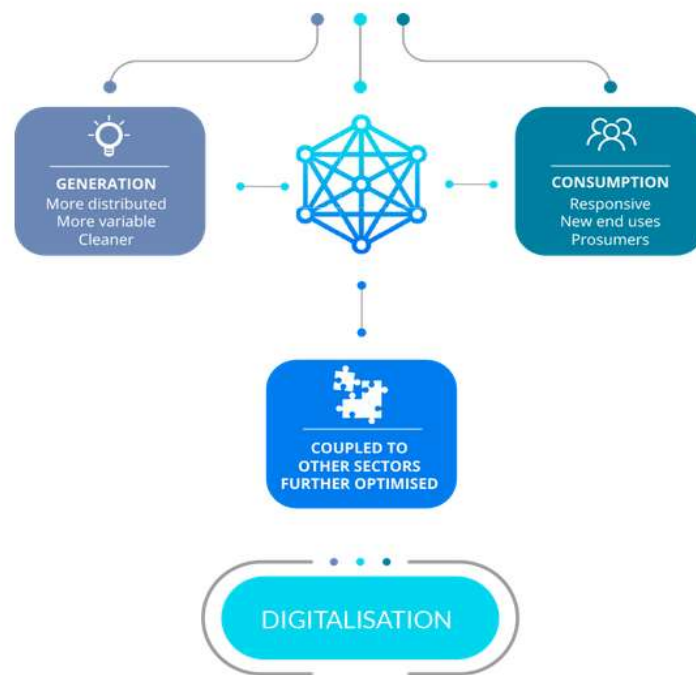 GENERATION
More distributed
More variable
Cleaner
CONSUMPTION
Responsive
New end uses
Prosumers
COUPLED TO
OTHER SECTORS
FURTHER OPTIMISED
DIGITALISATION